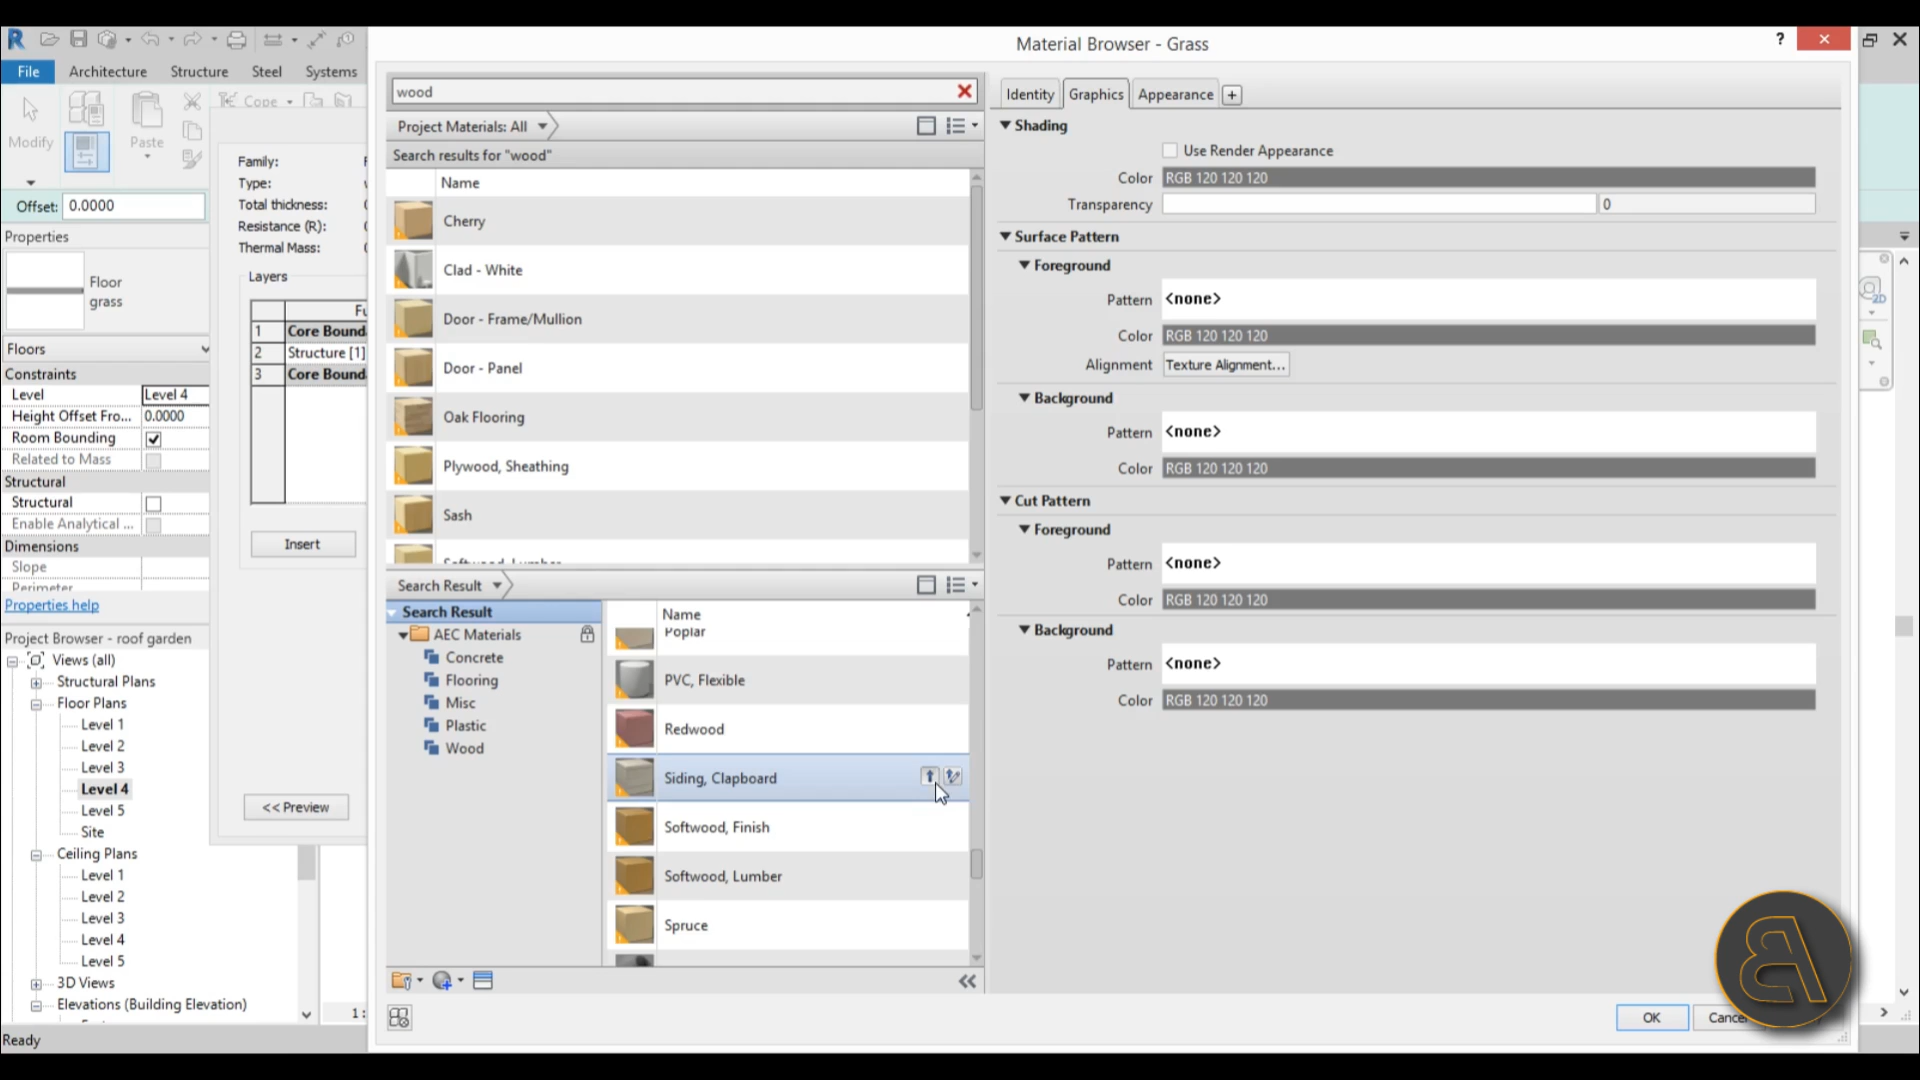 Material Browser - Grass
?
File
Architecture
Structure
Steel
Systems
Modify
Paste
Cope
Offset:
0.0000
Properties
Floor
grass
Floors
Constraints
Level
Level 4
Height Offset Fro...
0.0000
Room Bounding
Related to Mass
Structural
Structural
Enable Analytical ...
Dimensions
Slope
Perimeter
Properties help
Project Browser - roof garden
Views (all)
Structural Plans
Floor Plans
Level 1
Level 2
Level 3
Level 4
Level 5
Site
Ceiling Plans
Level 1
Level 2
Level 3
Level 4
Level 5
3D Views
Elevations (Building Elevation)
Ready
Family:
Type:
Total thickness:
Resistance (R):
Thermal Mass:
Layers
1 Core Bound
2 Structure [1]
3 Core Bound
Insert
<< Preview
1:
wood
Project Materials: All
Search results for "wood"
Name
Cherry
Clad - White
Door - Frame/Mullion
Door - Panel
Oak Flooring
Plywood, Sheathing
Sash
Softwood, Lumber
Search Result
Search Result
AEC Materials
Concrete
Flooring
Misc
Plastic
Wood
Name
Poplar
PVC, Flexible
Redwood
Siding, Clapboard
Softwood, Finish
Softwood, Lumber
Spruce
Identity
Graphics
Appearance
Shading
Use Render Appearance
Color RGB 120 120 120
Transparency 0
Surface Pattern
Foreground
Pattern <none>
Color RGB 120 120 120
Alignment Texture Alignment...
Background
Pattern <none>
Color RGB 120 120 120
Cut Pattern
Foreground
Pattern <none>
Color RGB 120 120 120
Background
Pattern <none>
Color RGB 120 120 120
OK
Cancel
2D